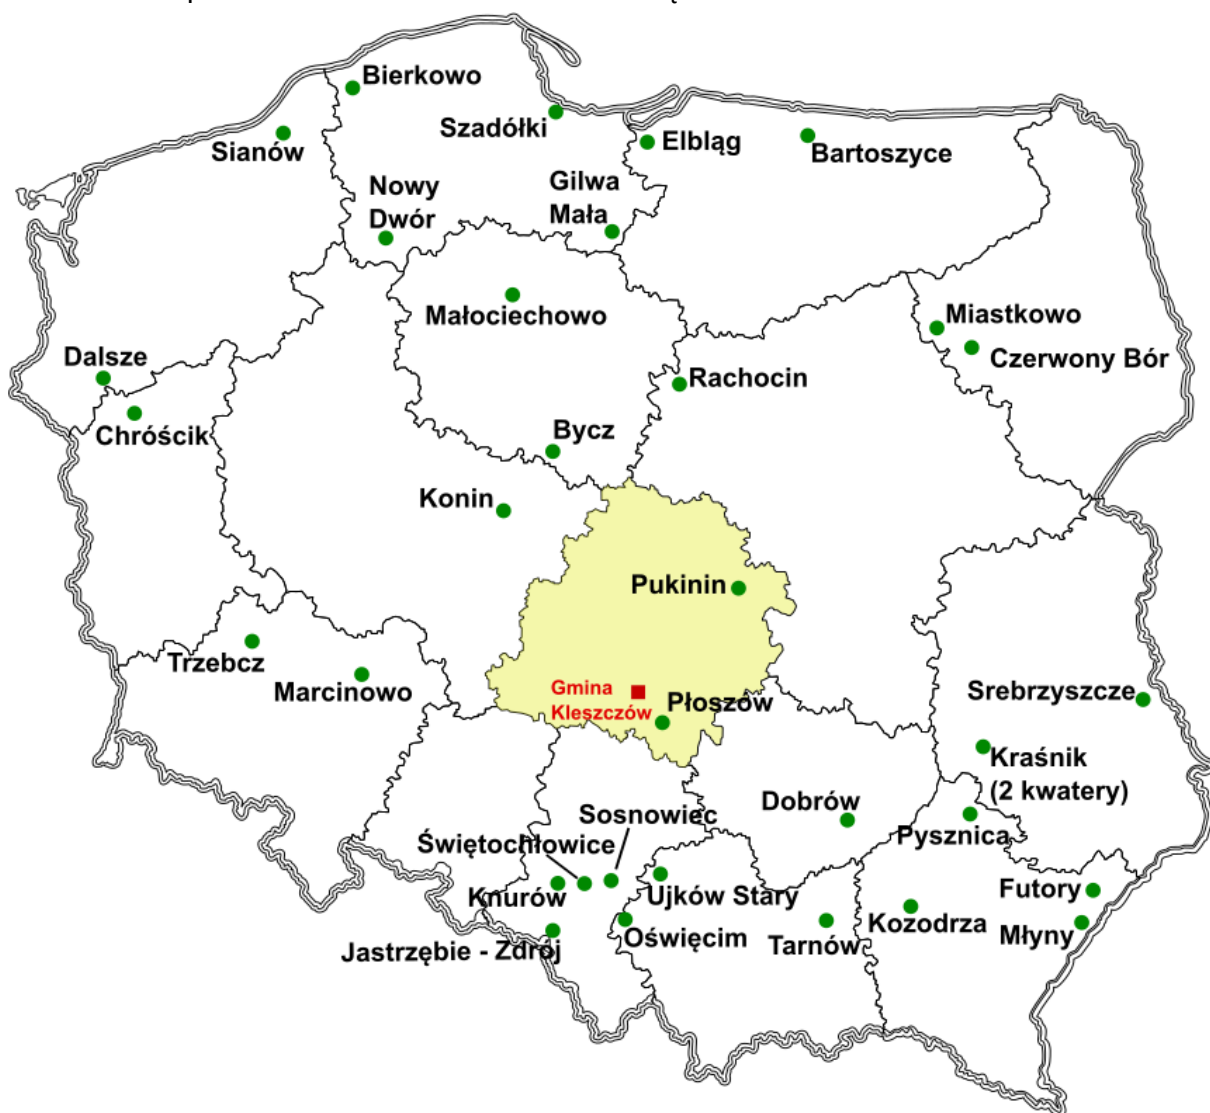 Bierkowo
Szadółki
Sianów
Elbląg
Bartoszyce
Nowy
Dwór
Gilwa
Mała
Małociechowo
Miastkowo
Czerwony Bór
Dalsze
Rachocin
Chróścik
Bycz
Konin
Pukinin
Trzebcz
Marcinowo
Gmina
Kleszczów
Płoszów
Srebrzyszcze
Kraśnik
(2 kwatery)
Dobrów
Sosnowiec
Pysznica
Świętochłowice
Knurów
Ujków Stary
Futory
Kozodrza
Młyny
Oświęcim
Tarnów
Jastrzębie - Zdrój